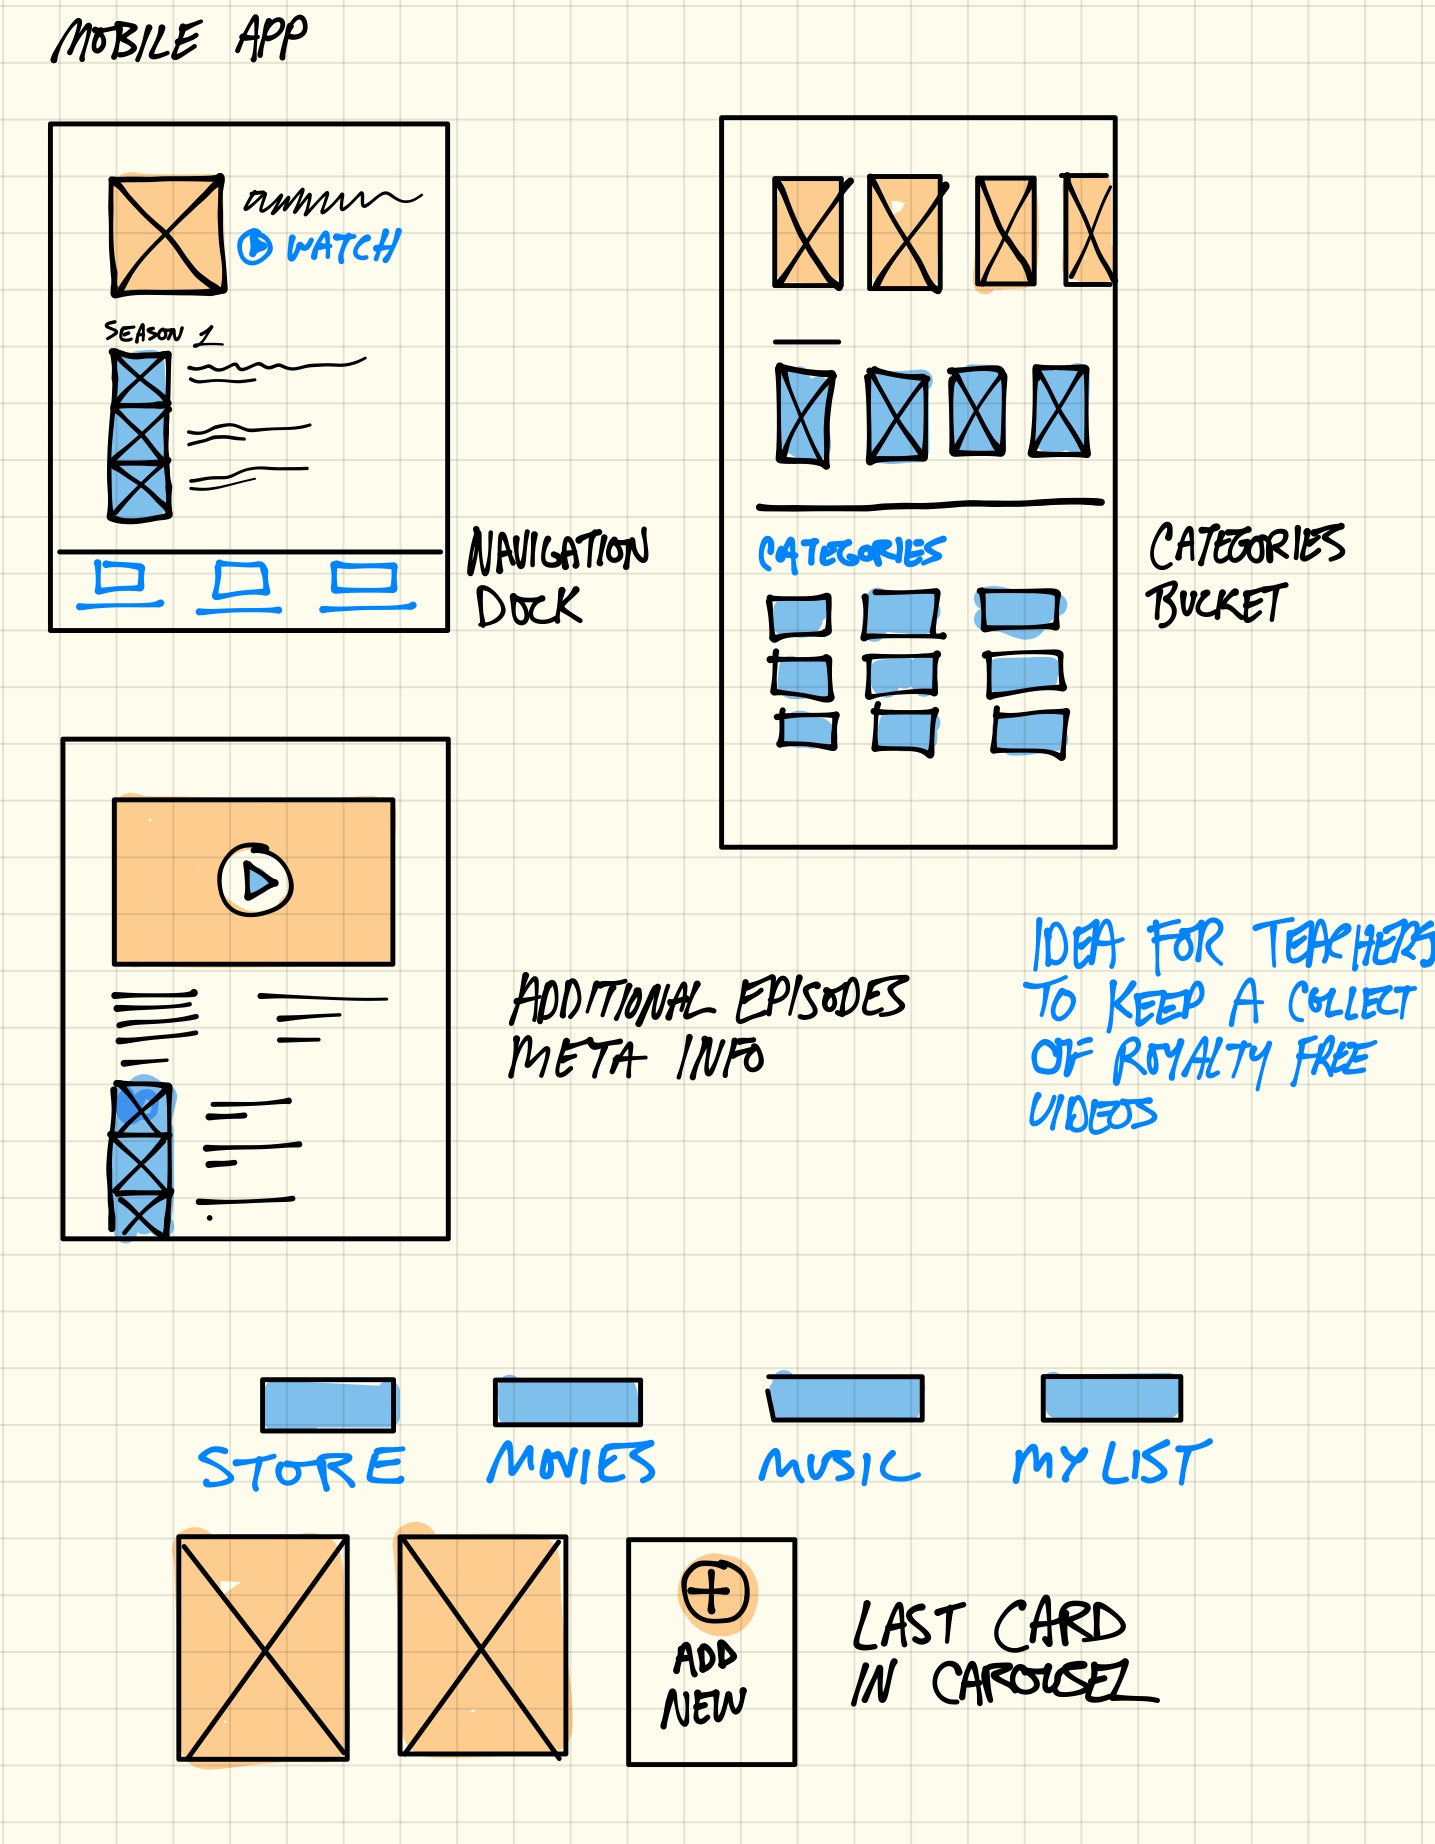 MOBILE APP
WATCH
SEASON 1
NAVIGATION
DOCK
CATEGORIES
CATEGORIES
BUCKET
ADDITIONAL EPISODES
META INFO
IDEA FOR TEACHERS
TO KEEP A COLLECT
OF ROYALTY FREE
VIDEOS
STORE
MOVIES
MUSIC
MY LIST
ADD
NEW
LAST CARD
IN CAROUSEL